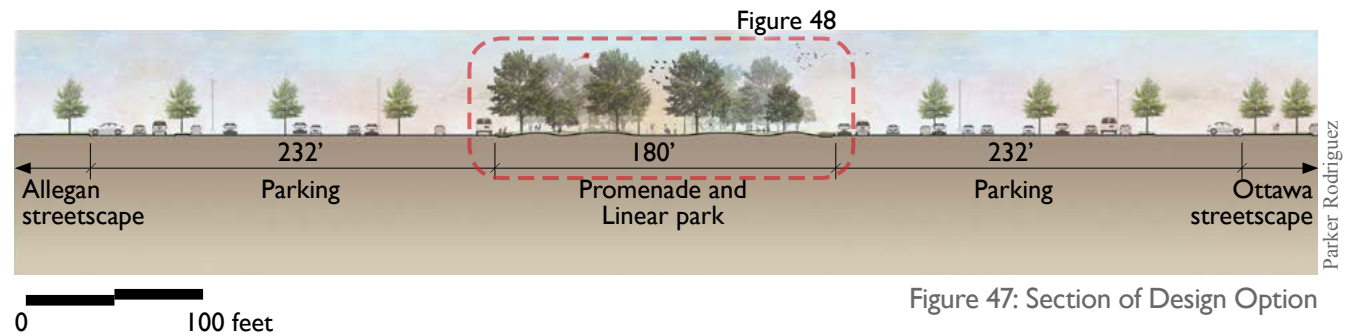 Figure 48
232’
180’
232’
Allegan
streetscape
Parking
Promenade and
Linear park
Parking
Ottawa
streetscape
Parker Rodriguez
0
100 feet
Figure 47: Section of Design Option